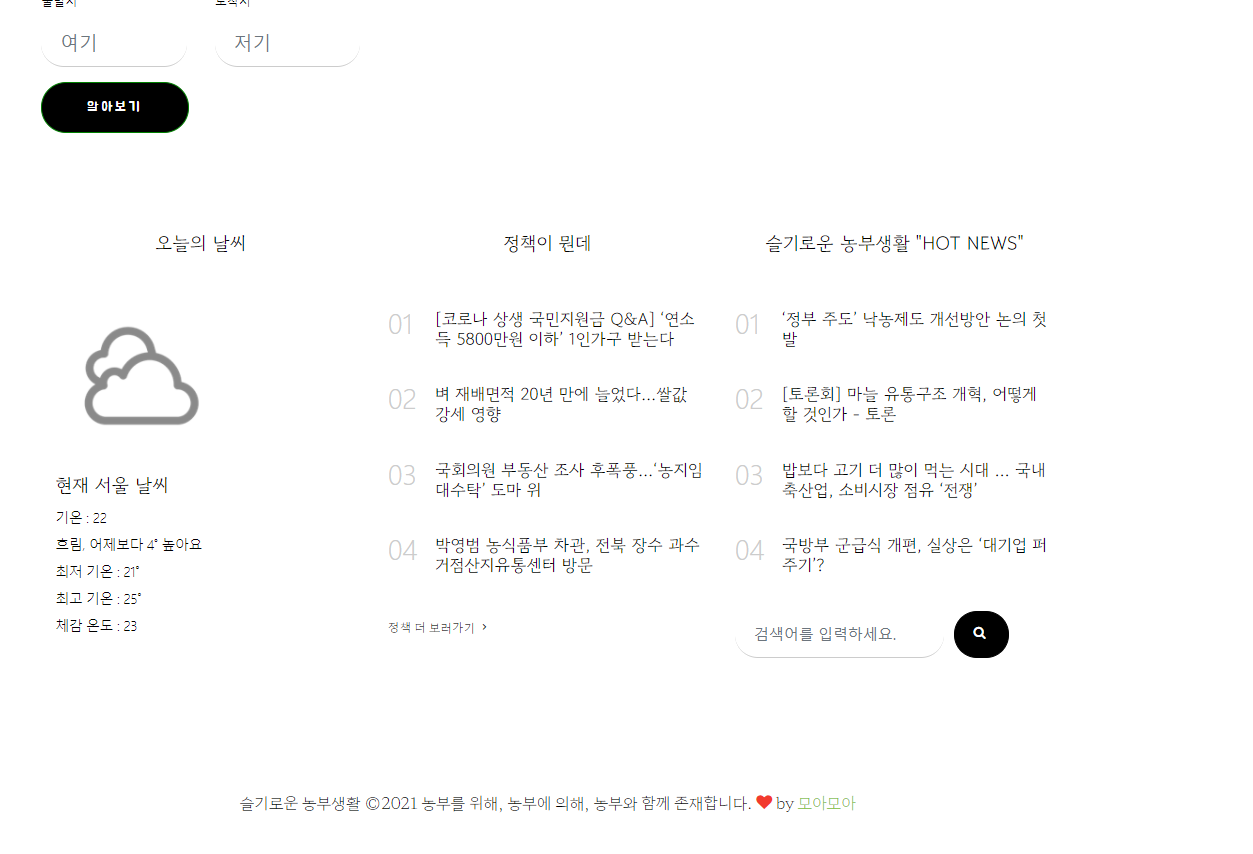 여기
저기
알아보기
오늘의 날씨
현재 서울 날씨
기온 : 22
흐림, 어제보다 4° 높아요
최저 기온 : 21°
최고 기온 : 25°
체감 온도 : 23
정책이 뭔데
01
[코로나 상생 국민지원금 Q&A] ‘연소
득 5800만원 이하’ 1인가구 받는다
02
벼 재배면적 20년 만에 늘었다…쌀값
강세 영향
03
국회의원 부동산 조사 후폭풍…‘농지임
대수탁’ 도마 위
04
박영범 농식품부 차관, 전북 장수 과수
거점산지유통센터 방문
정책 더 보러가기 ›
슬기로운 농부생활 "HOT NEWS"
01
‘정부 주도’ 낙농제도 개선방안 논의 첫
발
02
[토론회] 마늘 유통구조 개혁, 어떻게
할 것인가 - 토론
03
밥보다 고기 더 많이 먹는 시대 … 국내
축산업, 소비시장 점유 ‘전쟁’
04
국방부 군급식 개편, 실상은 ‘대기업 퍼
주기’?
검색어를 입력하세요.
슬기로운 농부생활 ©2021 농부를 위해, 농부에 의해, 농부와 함께 존재합니다. ♥ by 모아모아